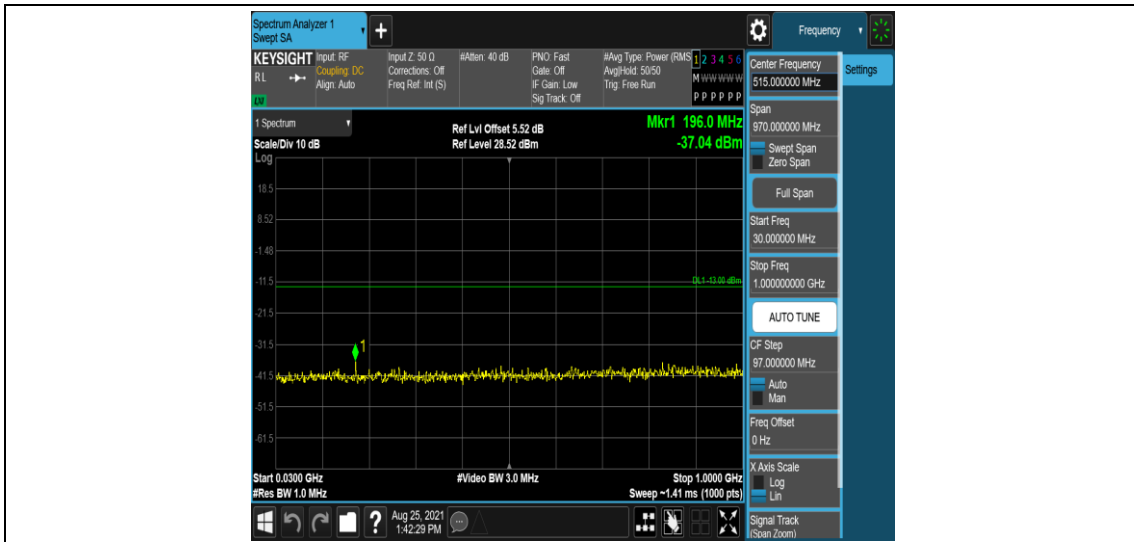 Spectrum Analyzer 1
Swept SA
+
Frequency
KEYSIGHT
RL
LXI
Input: RF
Coupling: DC
Align: Auto
Input Z: 50 Ω
Corrections: Off
Freq Ref: Int (S)
#Atten: 40 dB
PNO: Fast
Gate: Off
IF Gain: Low
Sig Track: Off
#Avg Type: Power (RMS
Avg|Hold: 50/50
Trig: Free Run
1 2 3 4 5 6
M W W W W W
P P P P P P
1 Spectrum
Scale/Div 10 dB
Ref Lvl Offset 5.52 dB
Ref Level 28.52 dBm
Mkr1 196.0 MHz
-37.04 dBm
Log
18.5
8.52
-1.48
-11.5
DL1 -13.00 dBm
-21.5
-31.5
1
-41.5
-51.5
-61.5
Start 0.0300 GHz
#Video BW 3.0 MHz
Stop 1.0000 GHz
#Res BW 1.0 MHz
Sweep ~1.41 ms (1000 pts)
?
Aug 25, 2021
1:42:29 PM
Center Frequency
515.000000 MHz
Settings
Span
970.000000 MHz
Swept Span
Zero Span
Full Span
Start Freq
30.000000 MHz
Stop Freq
1.000000000 GHz
AUTO TUNE
CF Step
97.000000 MHz
Auto
Man
Freq Offset
0 Hz
X Axis Scale
Log
Lin
Signal Track
(Span Zoom)